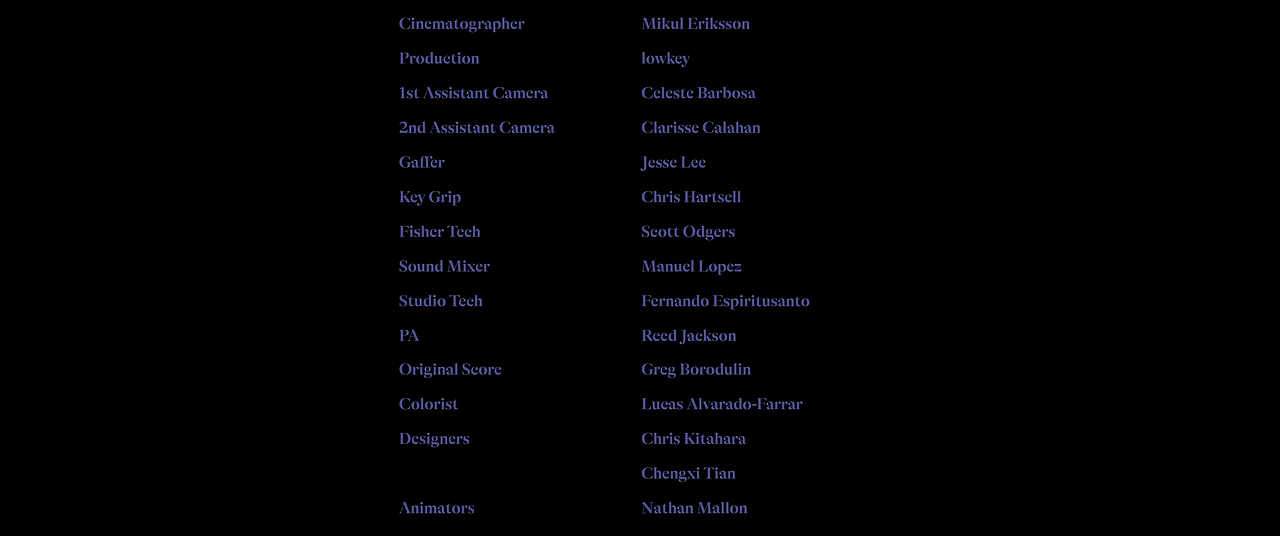 Cinematographer Mikul Eriksson
Production lowkey
1st Assistant Camera Celeste Barbosa
2nd Assistant Camera Clarisse Calahan
Gaffer Jesse Lee
Key Grip Chris Hartsell
Fisher Tech Scott Odgers
Sound Mixer Manuel Lopez
Studio Tech Fernando Espiritusanto
PA Reed Jackson
Original Score Greg Borodulin
Colorist Lucas Alvarado-Farrar
Designers Chris Kitahara
Chengxi Tian
Animators Nathan Mallon